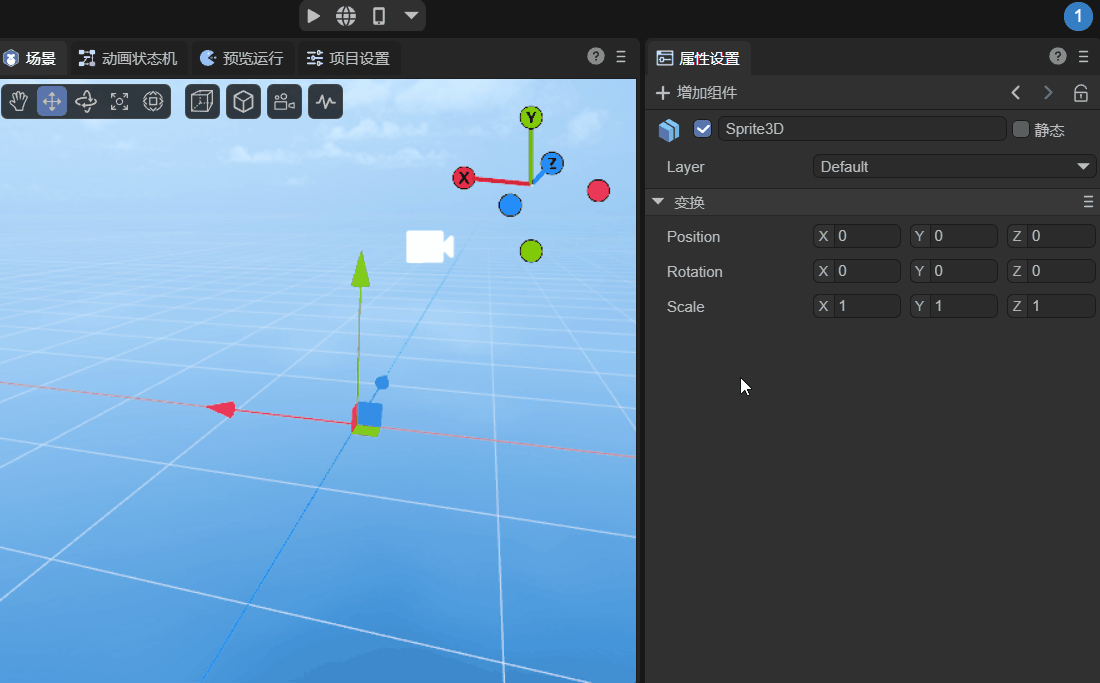 1
场景 动画状态机 预览运行 项目设置 ?
属性设置 ?
增加组件
Sprite3D 静态
Layer Default
变换
Position X 0 Y 0 Z 0
Rotation X 0 Y 0 Z 0
Scale X 1 Y 1 Z 1
Y
Z
X